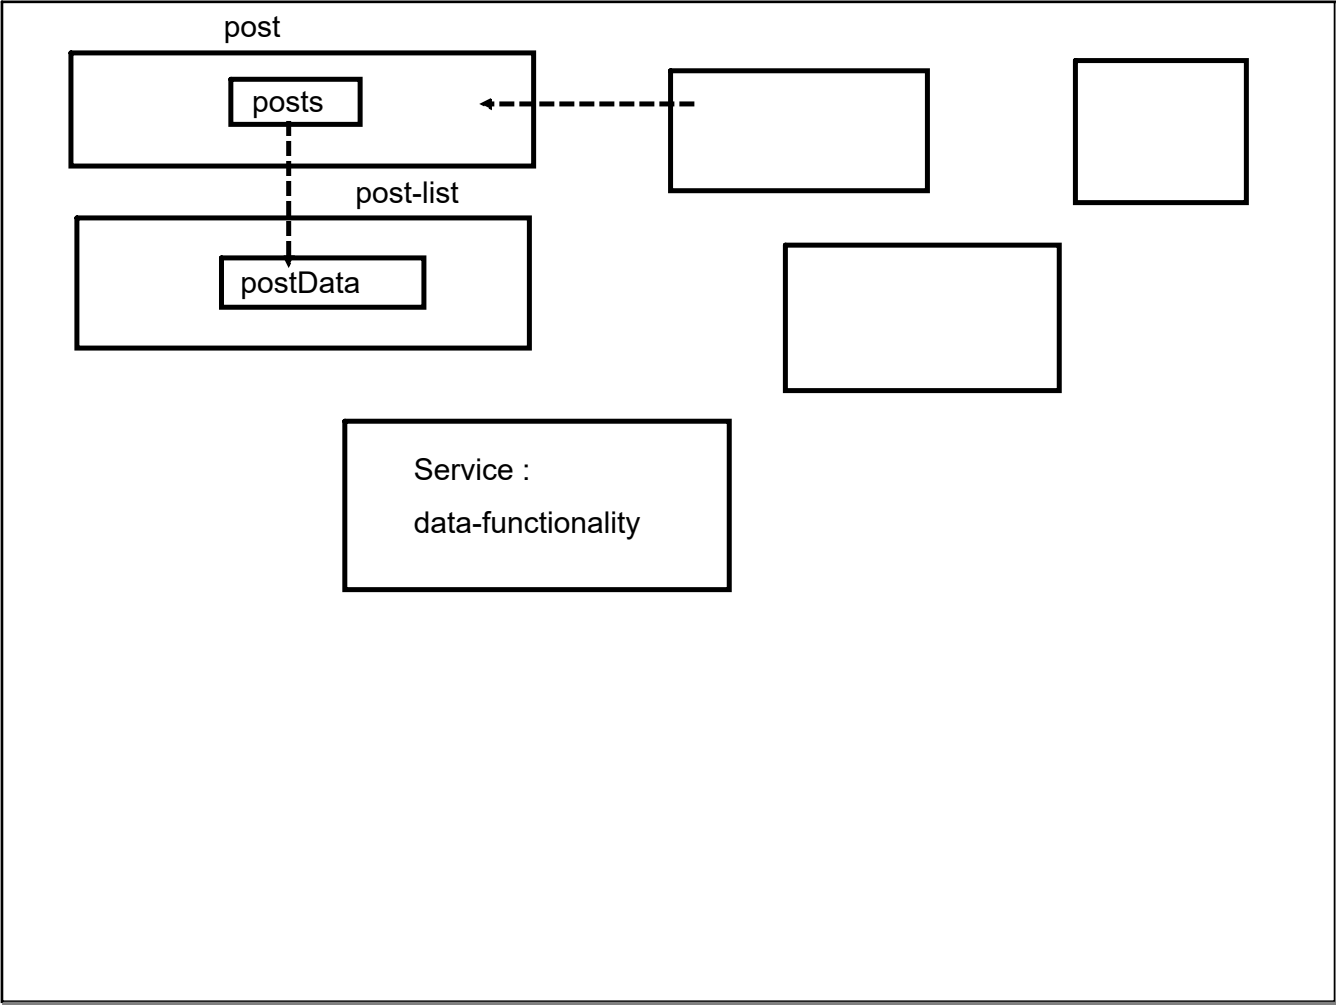 post
posts
post-list
postData
Service :
data-functionality